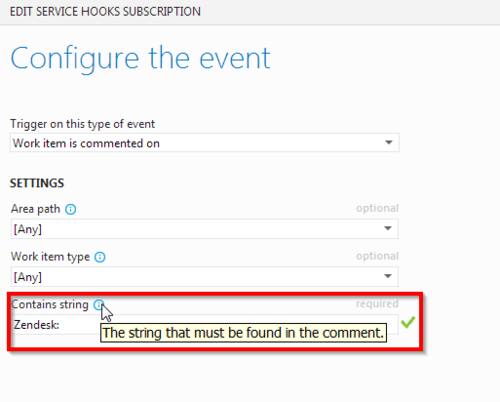 EDIT SERVICE HOOKS SUBSCRIPTION
Configure the event
Trigger on this type of event
Work item is commented on
SETTINGS
Area path optional
[Any]
Work item type optional
[Any]
Contains string required
Zendesk:
The string that must be found in the comment.